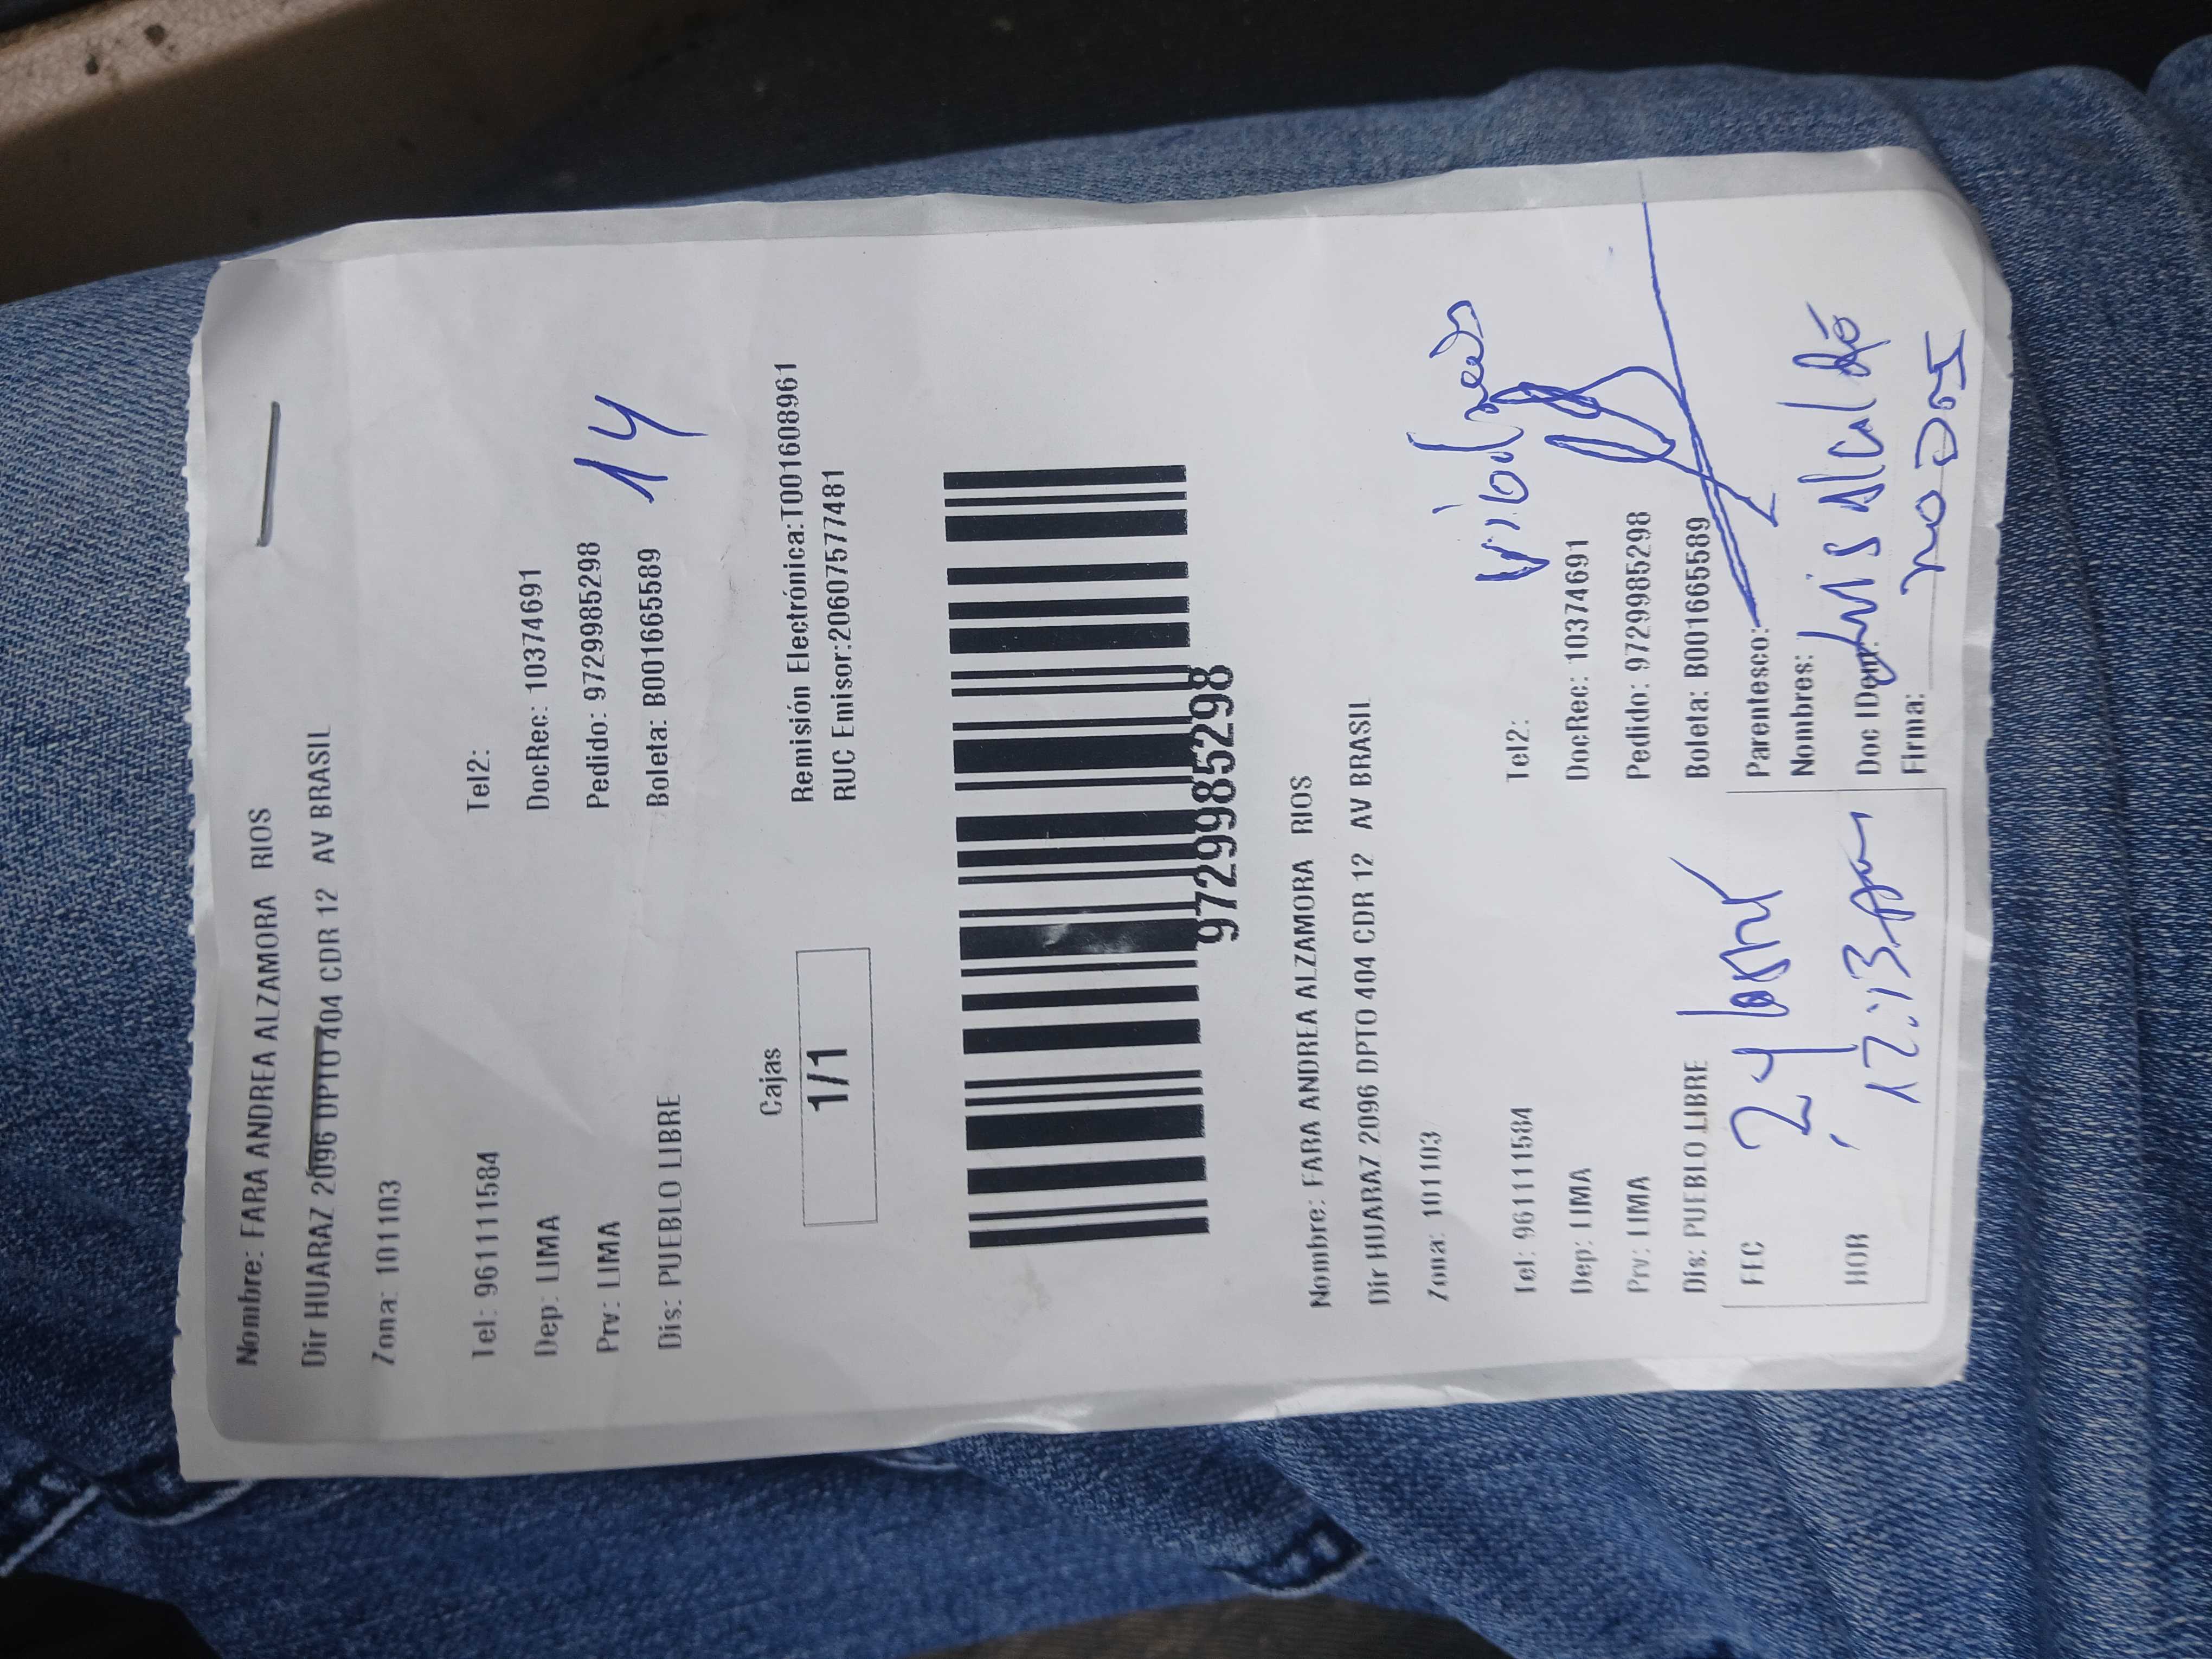 Nombre: FARA ANDREA ALZAMORA RIOS
Dir HUARAZ 2096 DPTO 404 CDR 12 AV BRASIL
Zona: 101103
Tel: 961111584 Tel2:
Dep: LIMA DocRec: 10374691
Prv: LIMA Pedido: 9729985298
Dis: PUEBLO LIBRE Boleta: B001665589
14
Cajas
1/1
Remisión Electrónica:T001608961
RUC Emisor:20607577481
9729985298
Nombre: FARA ANDREA ALZAMORA RIOS
Dir HUARAZ 2096 DPTO 404 CDR 12 AV BRASIL
Zona: 101103
Tel: 961111584 Tel2:
Dep: LIMA DocRec: 10374691
Prv: LIMA Pedido: 9729985298
Dis: PUEBLO LIBRE Boleta: B001665589
FEC 24
Parentesco:
Nombres: Luis
HOR 12:13 pm
Doc IDen:
Firma: